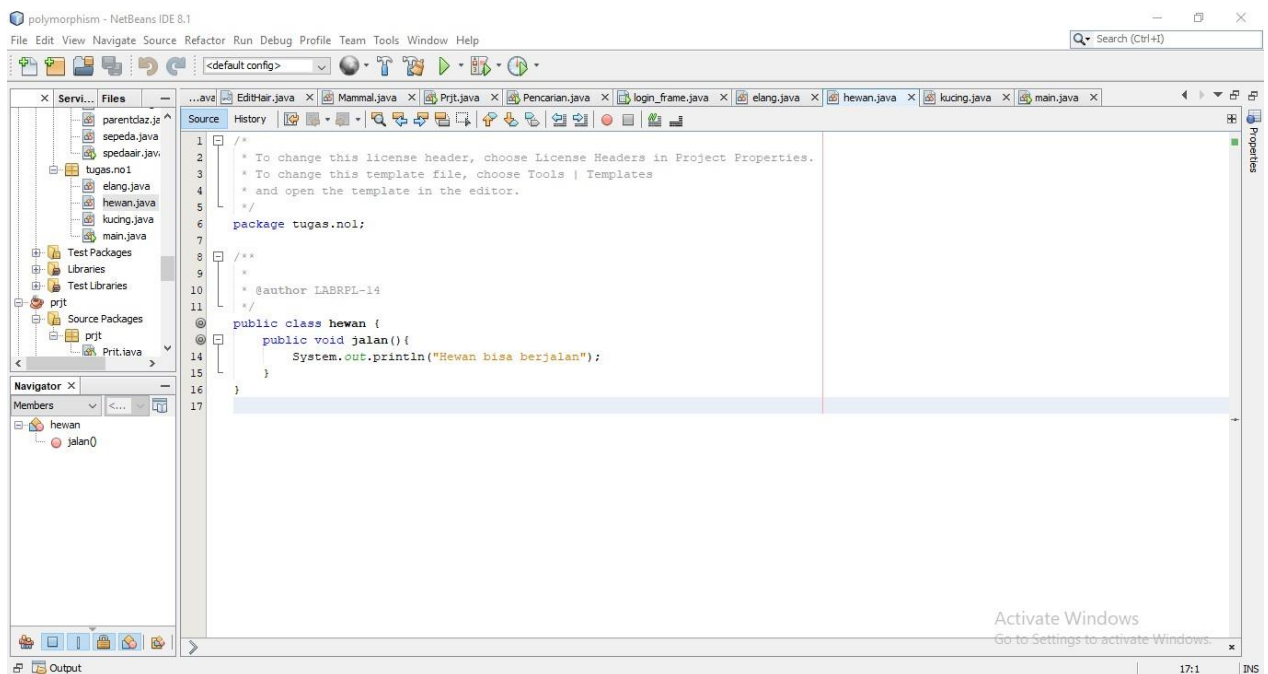 polymorphism - NetBeans IDE 8.1
File Edit View Navigate Source Refactor Run Debug Profile Team Tools Window Help
Search (Ctrl+I)
<default config>
Servi... Files
...ava EditHair.java Mammal.java Prjt.java Pencarian.java login_frame.java elang.java hewan.java kucing.java main.java
Source History
parentclaz.ja
sepeda.java
spedaair.jav
tugas.no1
elang.java
hewan.java
kucing.java
main.java
Test Packages
Libraries
Test Libraries
prjt
Source Packages
prjt
Prjt.java
Navigator
Members <...
hewan
jalan()
1 /*
2 * To change this license header, choose License Headers in Project Properties.
3 * To change this template file, choose Tools | Templates
4 * and open the template in the editor.
5 */
6 package tugas.no1;
7
8 /**
9 *
10 * @author LABRPL-14
11 */
public class hewan {
public void jalan(){
14 System.out.println("Hewan bisa berjalan");
15 }
16 }
17
Properties
Activate Windows
Go to Settings to activate Windows.
Output
17:1 INS